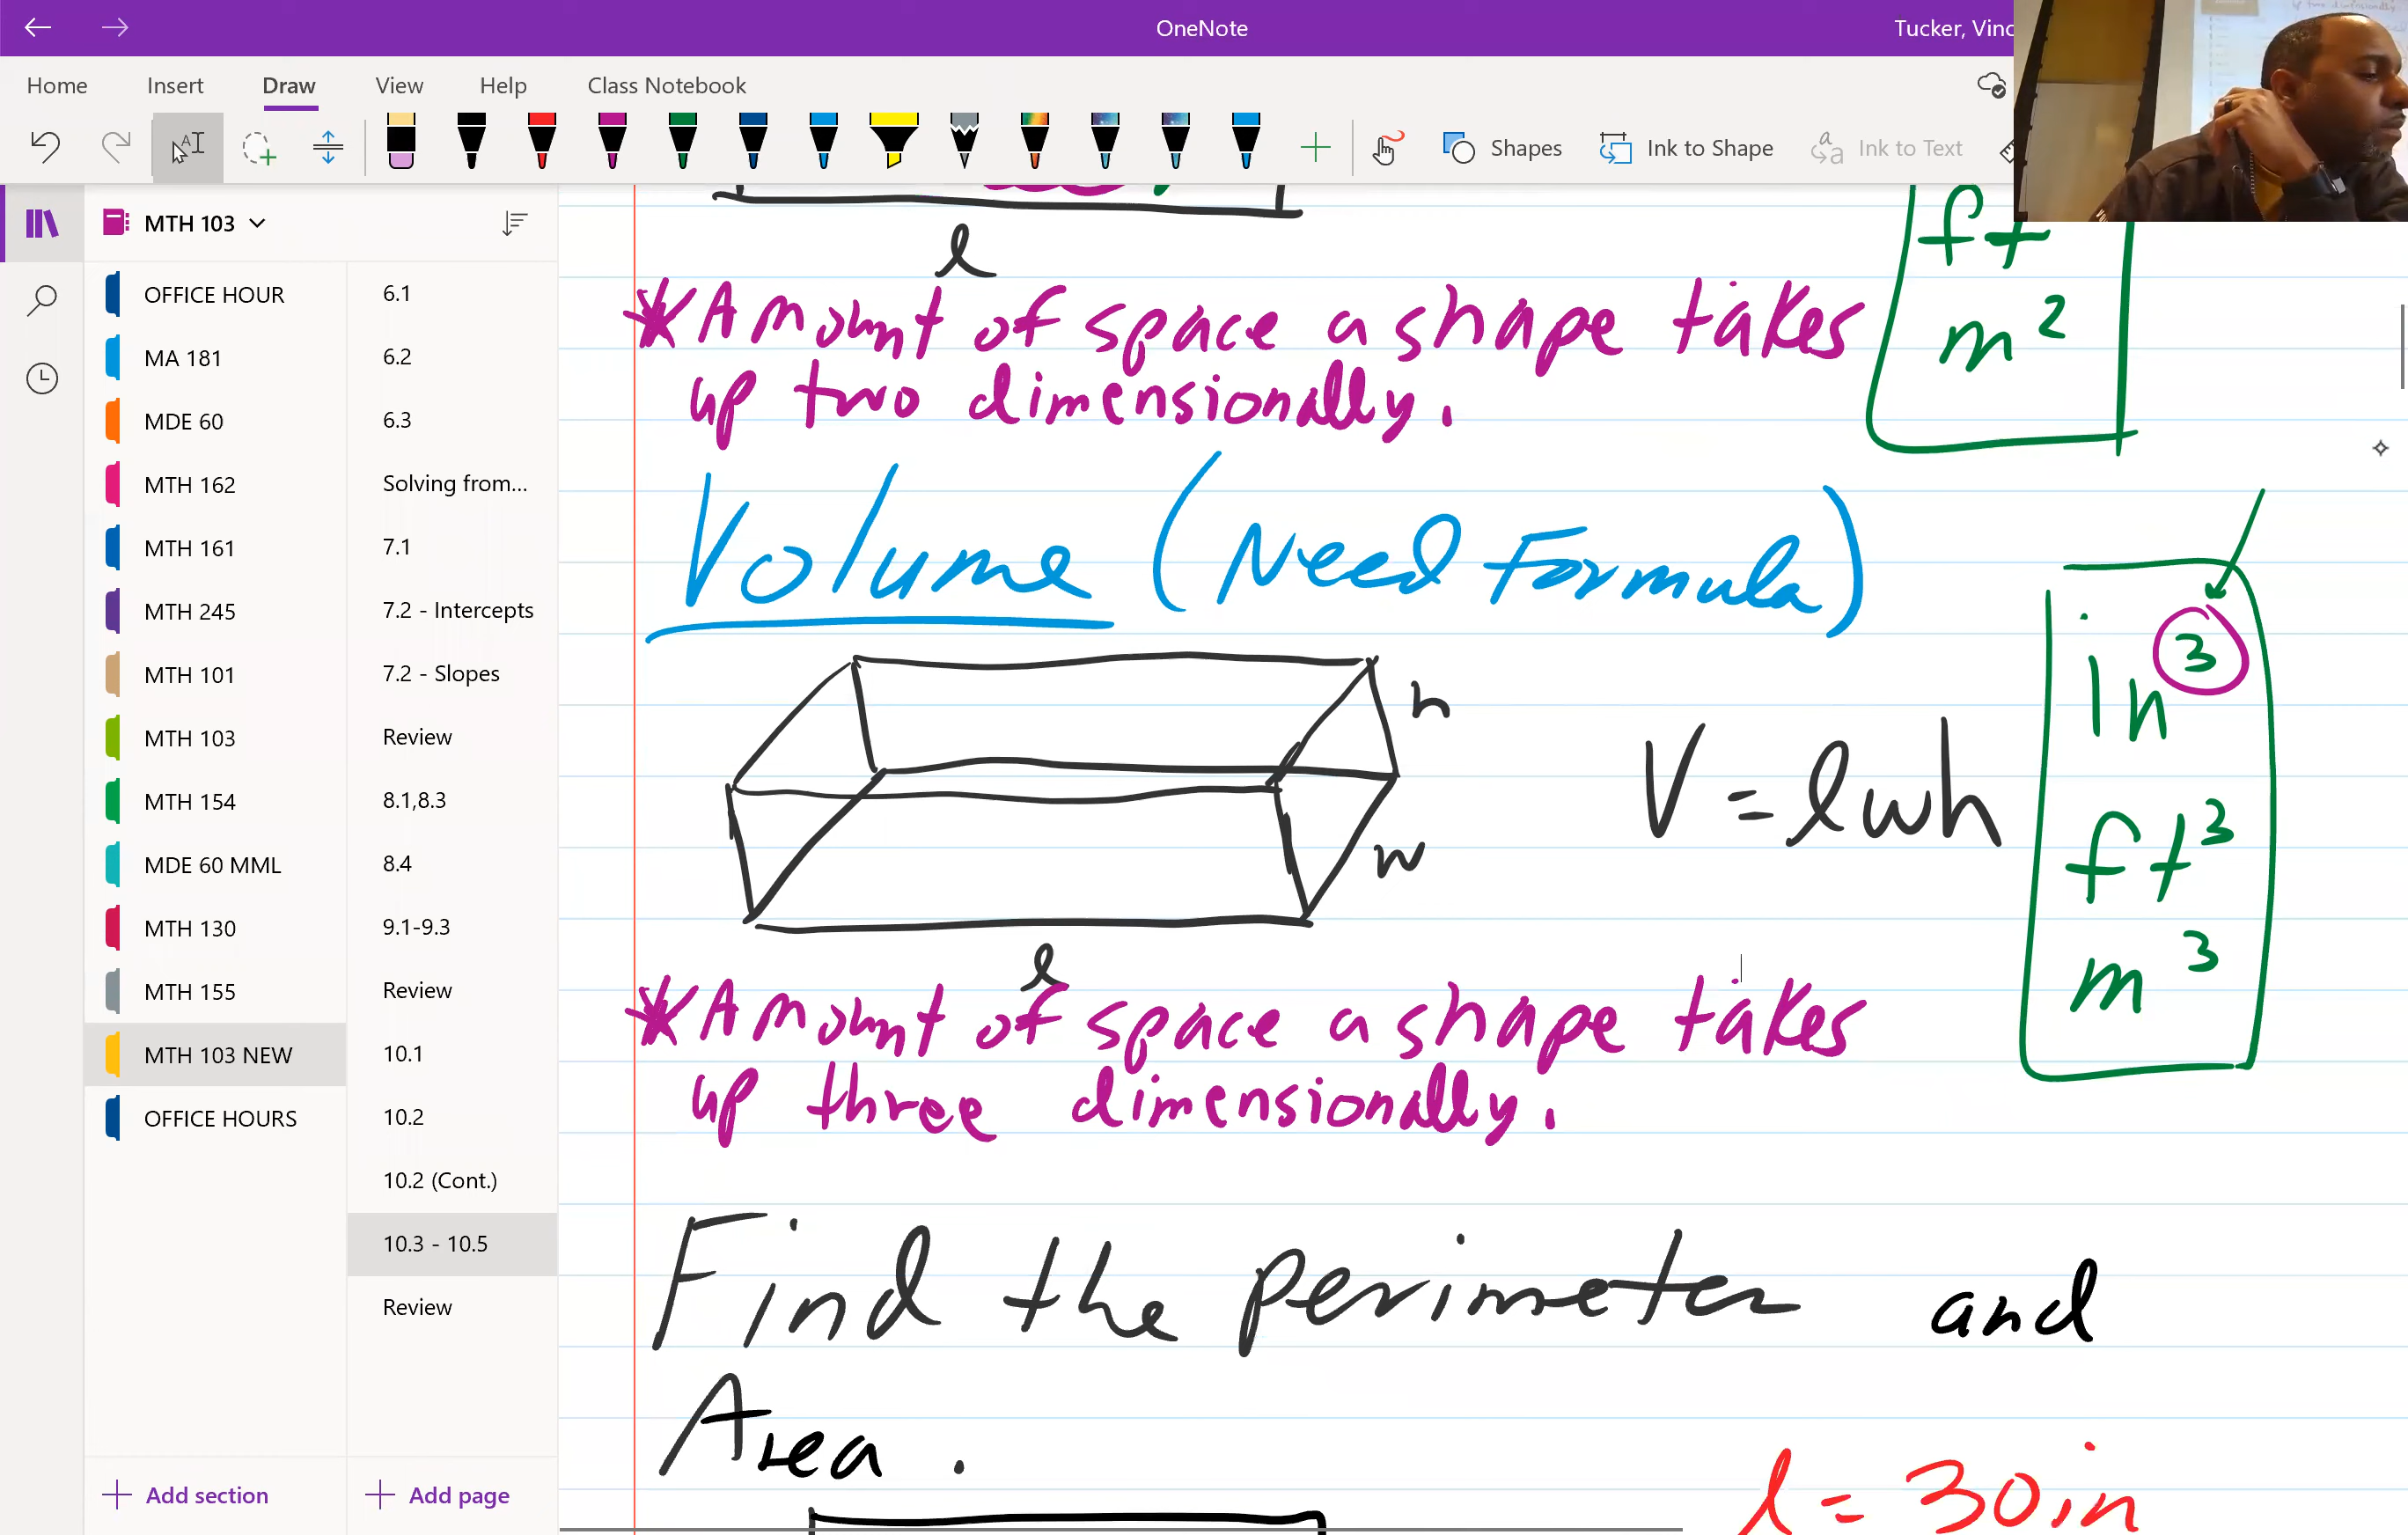 OneNote
Tucker, Vinc
Home Insert Draw View Help Class Notebook
Shapes Ink to Shape Ink to Text
MTH 103
OFFICE HOUR
MA 181
MDE 60
MTH 162
MTH 161
MTH 245
MTH 101
MTH 103
MTH 154
MDE 60 MML
MTH 130
MTH 155
MTH 103 NEW
OFFICE HOURS
Add section
6.1
6.2
6.3
Solving from...
7.1
7.2 - Intercepts
7.2 - Slopes
Review
8.1,8.3
8.4
9.1-9.3
Review
10.1
10.2
10.2 (Cont.)
10.3 - 10.5
Review
Add page
l
ft
m²
*Amount of space a shape takes
up two dimensionally.
Volume (Need Formula)
h
w
l
V = lwh
in³
ft³
m³
*Amount of space a shape takes
up three dimensionally.
Find the perimeter and
Area.
l = 30in